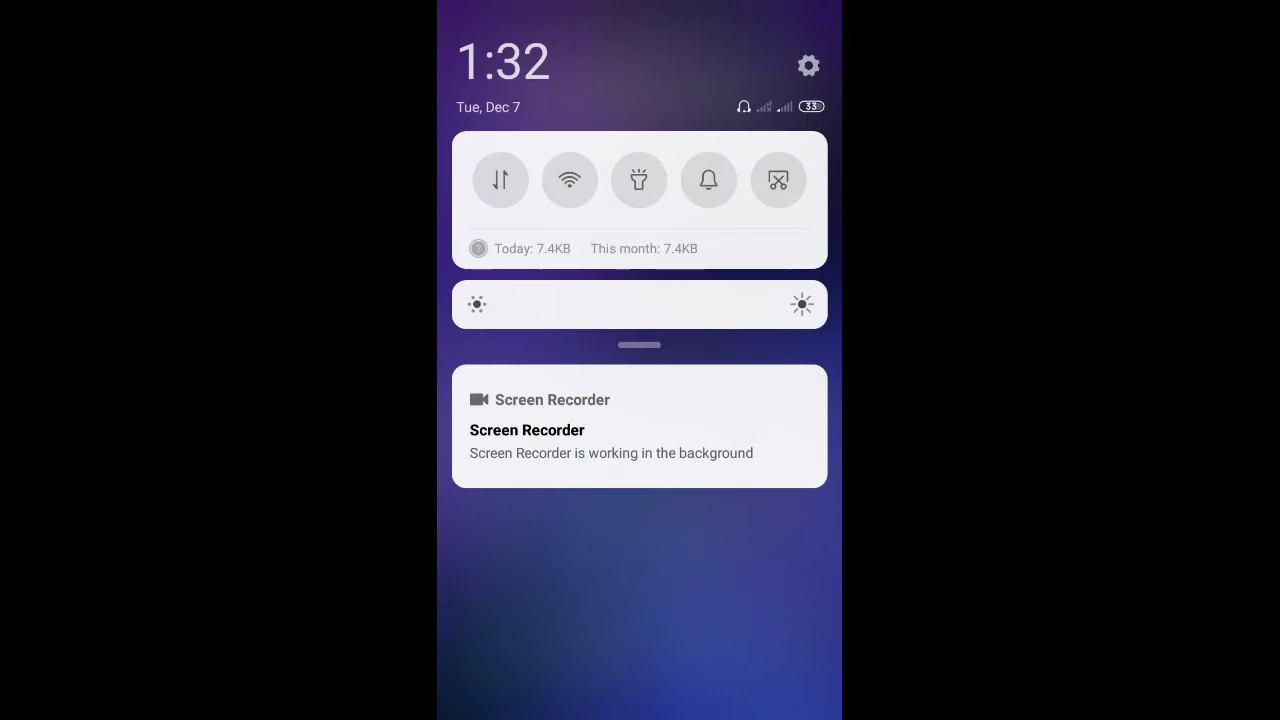 1:32
Tue, Dec 7
33
Today: 7.4KB This month: 7.4KB
Screen Recorder
Screen Recorder
Screen Recorder is working in the background